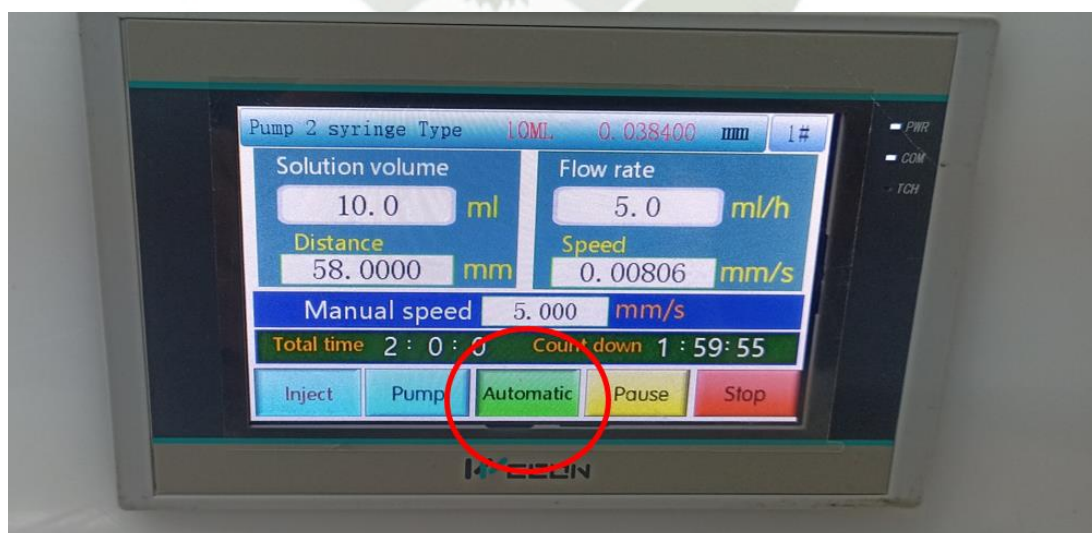 Pump 2 syringe Type 10ML 0.038400 mm 1#
Solution volume Flow rate
10.0 ml 5.0 ml/h
Distance Speed
58.0000 mm 0.00806 mm/s
Manual speed 5.000 mm/s
Total time 2: 0: 0 Count down 1:59:55
Inject Pump Automatic Pause Stop
PWR
COM
TCH